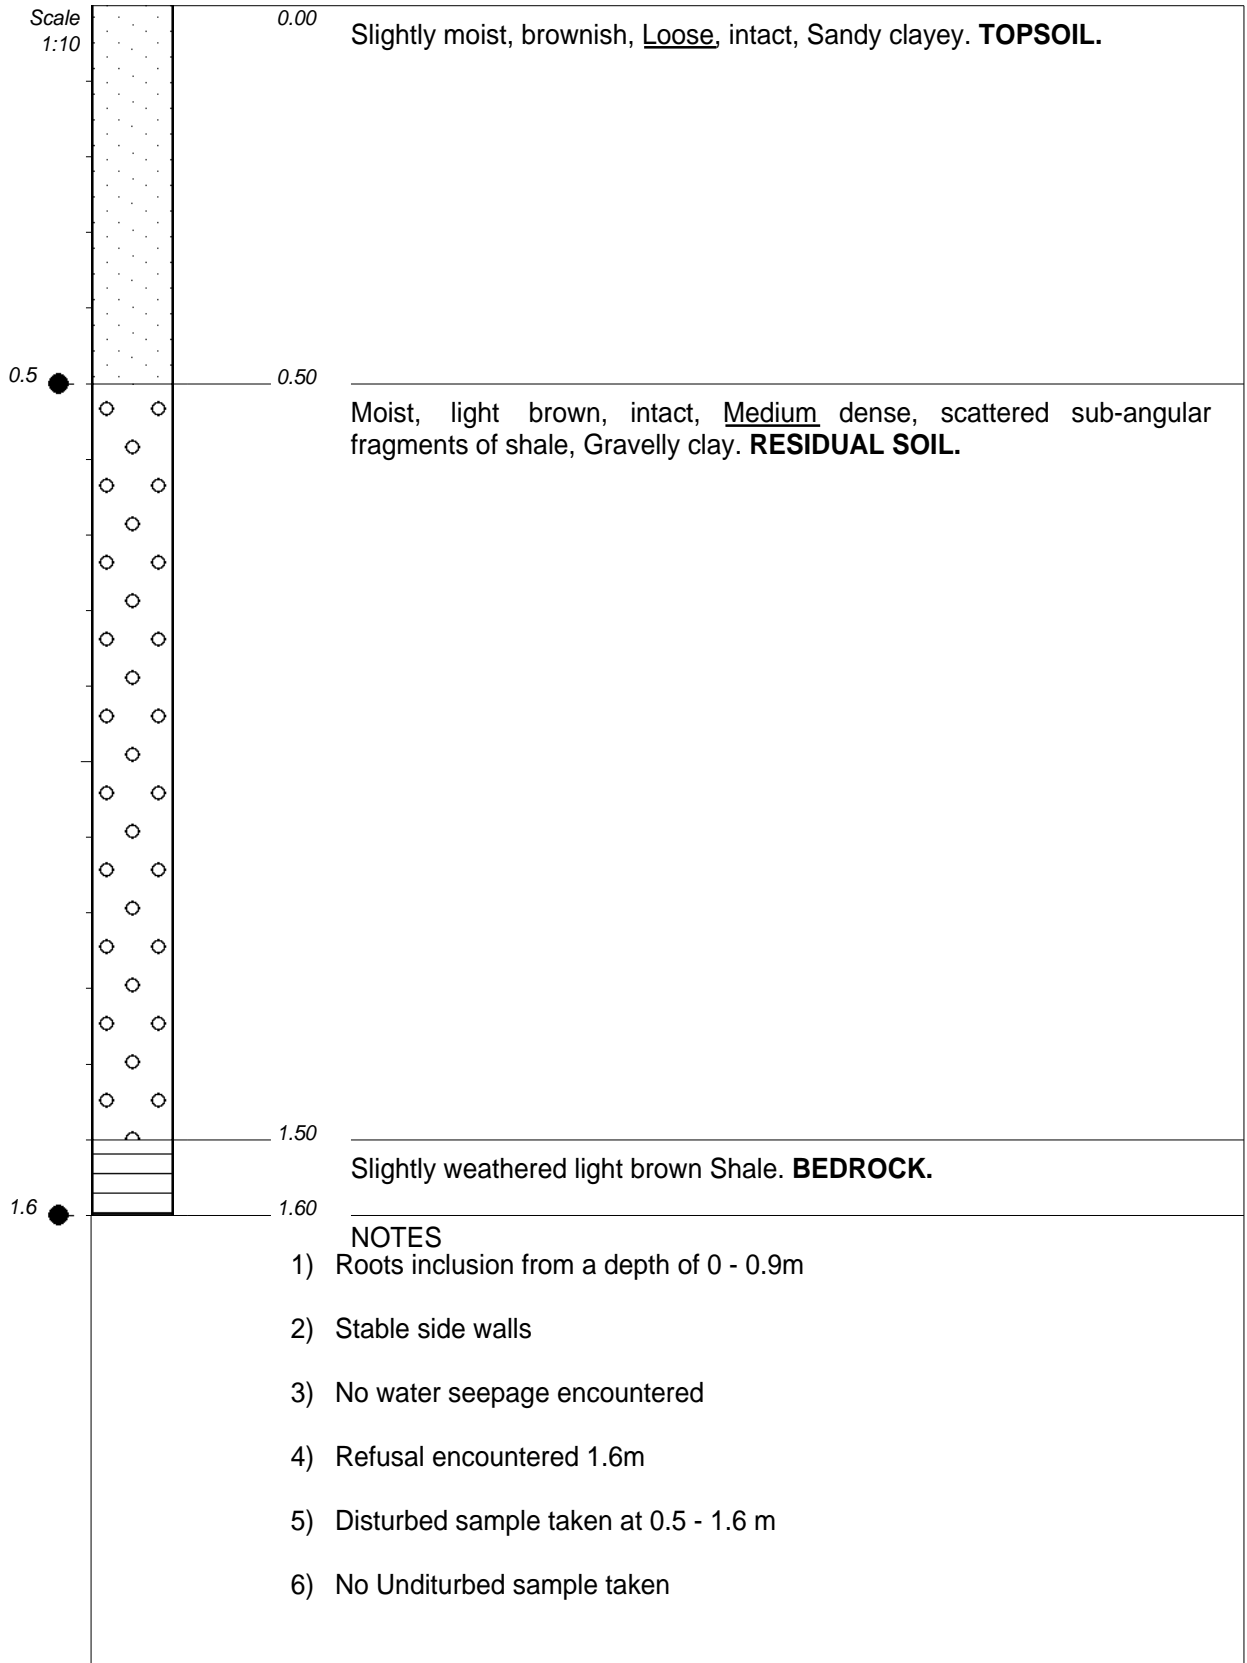 Scale
1:10
0.00
Slightly moist, brownish, Loose, intact, Sandy clayey. TOPSOIL.
0.5
0.50
Moist, light brown, intact, Medium dense, scattered sub-angular
fragments of shale, Gravelly clay. RESIDUAL SOIL.
1.50
Slightly weathered light brown Shale. BEDROCK.
1.6
1.60
NOTES
1) Roots inclusion from a depth of 0 - 0.9m
2) Stable side walls
3) No water seepage encountered
4) Refusal encountered 1.6m
5) Disturbed sample taken at 0.5 - 1.6 m
6) No Unditurbed sample taken